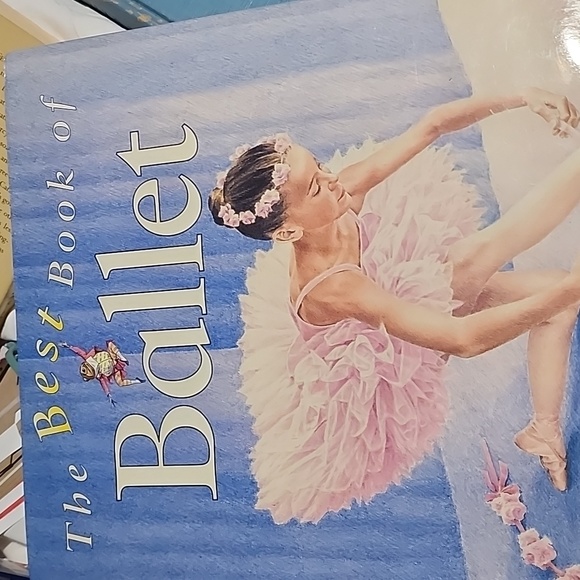 The Best Book of
Ballet